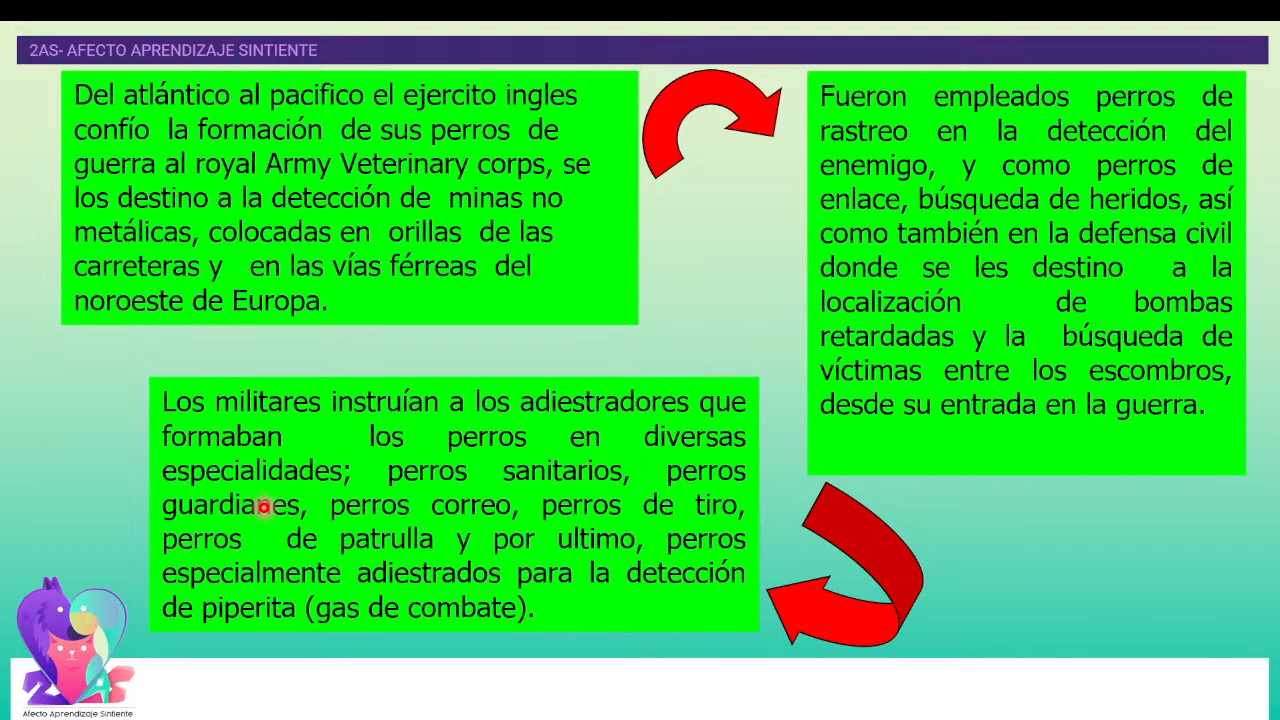 2AS- AFECTO APRENDIZAJE SINTIENTE
Del atlántico al pacifico el ejercito ingles
confío la formación de sus perros de
guerra al royal Army Veterinary corps, se
los destino a la detección de minas no
metálicas, colocadas en orillas de las
carreteras y en las vías férreas del
noroeste de Europa.
Fueron empleados perros de
rastreo en la detección del
enemigo, y como perros de
enlace, búsqueda de heridos, así
como también en la defensa civil
donde se les destino a la
localización de bombas
retardadas y la búsqueda de
víctimas entre los escombros,
desde su entrada en la guerra.
Los militares instruían a los adiestradores que
formaban los perros en diversas
especialidades; perros sanitarios, perros
guardianes, perros correo, perros de tiro,
perros de patrulla y por ultimo, perros
especialmente adiestrados para la detección
de piperita (gas de combate).
2AS
Afecto Aprendizaje Sintiente